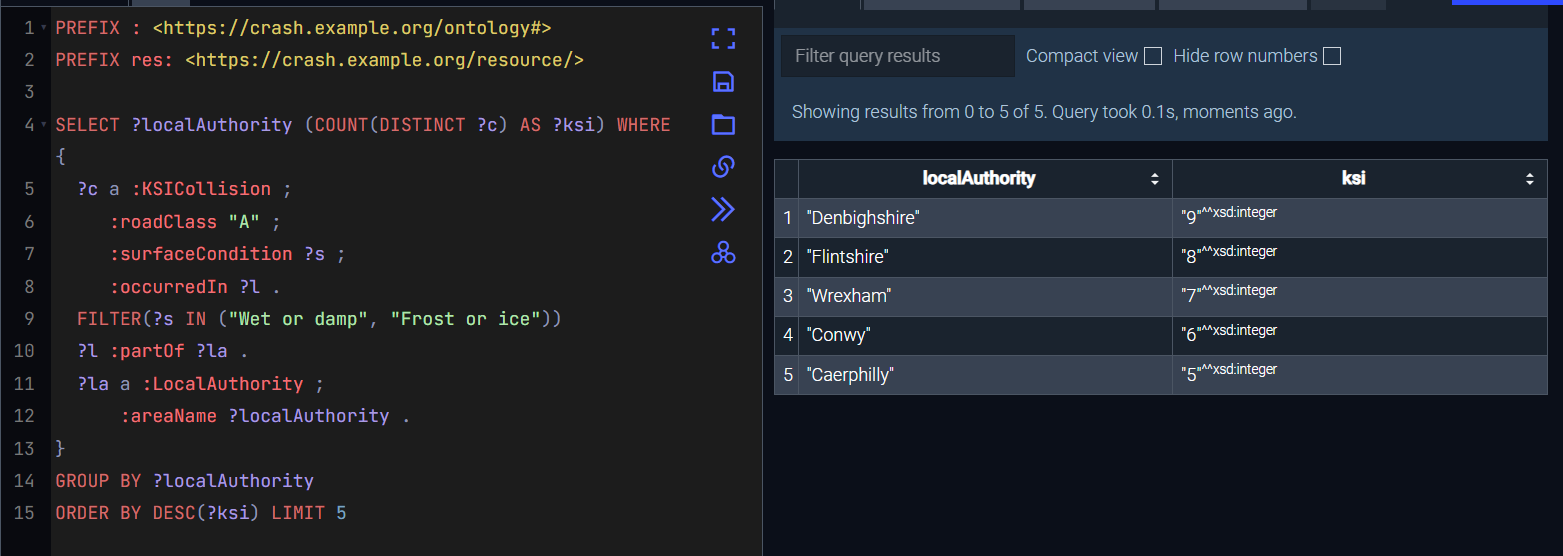 1 PREFIX : <https://crash.example.org/ontology#>
2 PREFIX res: <https://crash.example.org/resource/>
3
4 SELECT ?localAuthority (COUNT(DISTINCT ?c) AS ?ksi) WHERE
{
5 ?c a :KSICollision ;
6 :roadClass "A" ;
7 :surfaceCondition ?s ;
8 :occurredIn ?l .
9 FILTER(?s IN ("Wet or damp", "Frost or ice"))
10 ?l :partOf ?la .
11 ?la a :LocalAuthority ;
12 :areaName ?localAuthority .
13 }
14 GROUP BY ?localAuthority
15 ORDER BY DESC(?ksi) LIMIT 5
Filter query results Compact view Hide row numbers
Showing results from 0 to 5 of 5. Query took 0.1s, moments ago.
localAuthority ksi
1 "Denbighshire" "9"^^xsd:integer
2 "Flintshire" "8"^^xsd:integer
3 "Wrexham" "7"^^xsd:integer
4 "Conwy" "6"^^xsd:integer
5 "Caerphilly" "5"^^xsd:integer